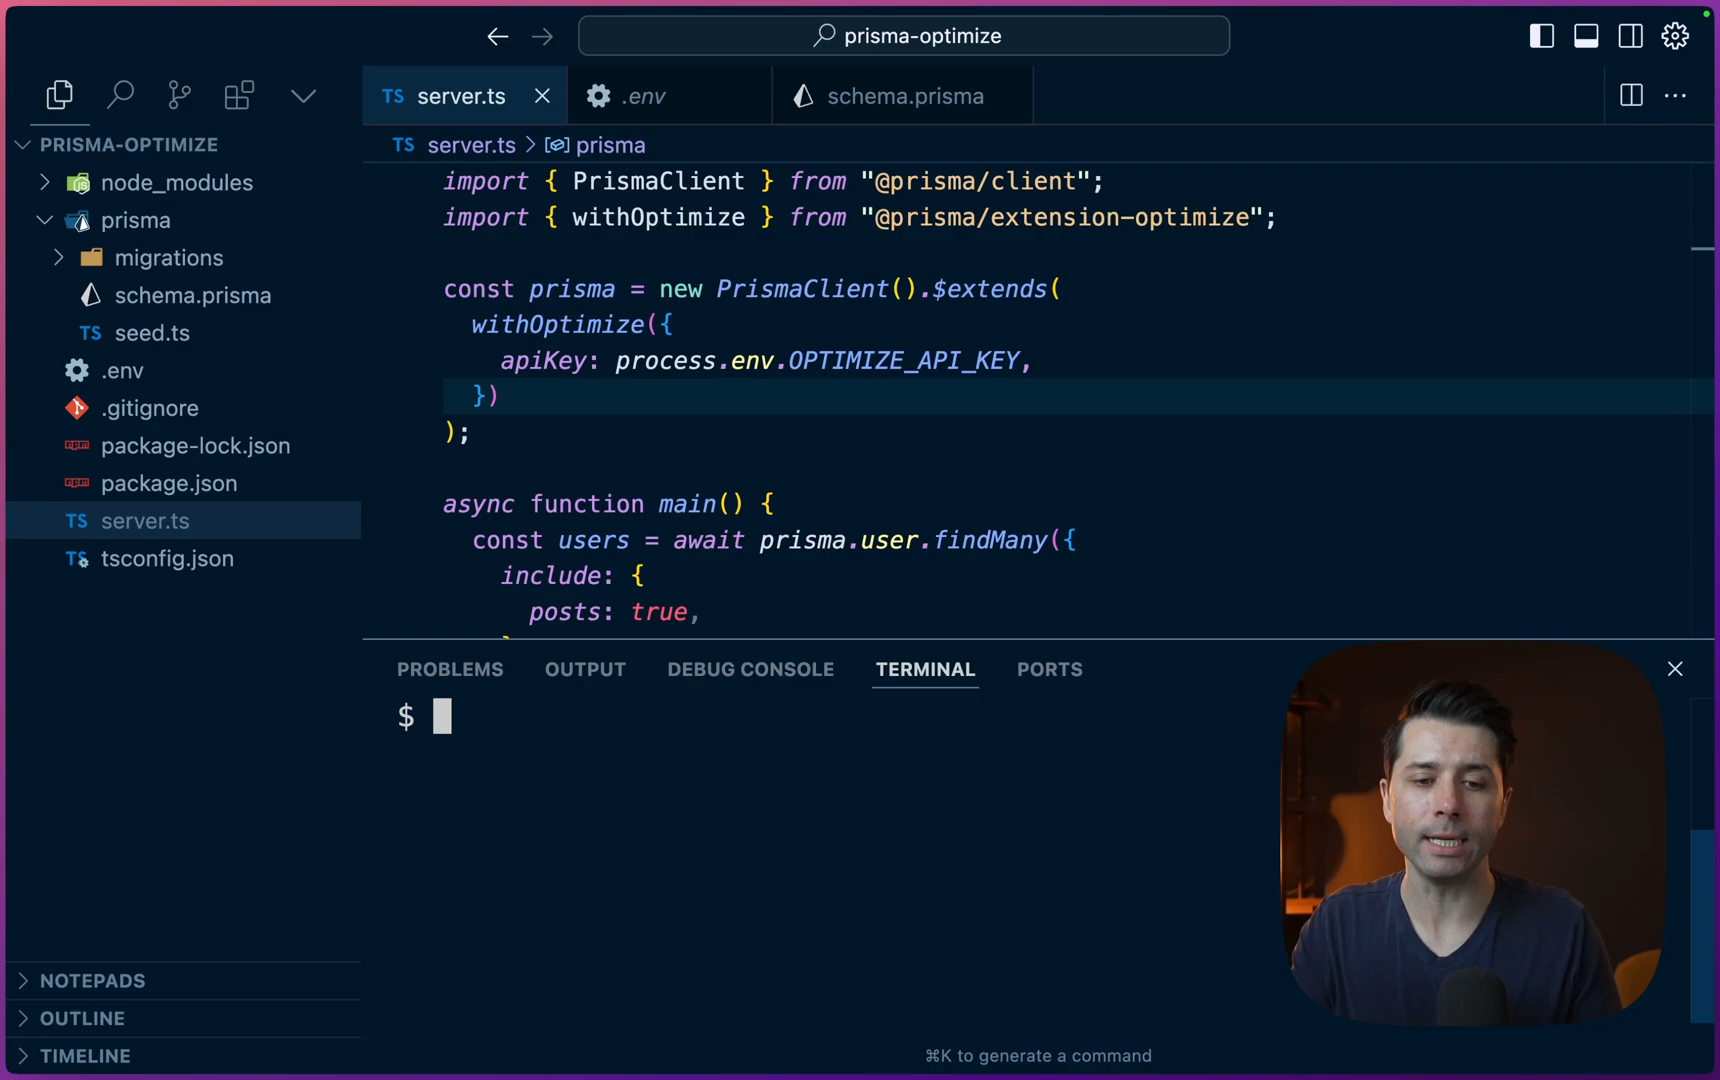 prisma-optimize
TS server.ts
.env
schema.prisma
PRISMA-OPTIMIZE
node_modules
prisma
migrations
schema.prisma
TS seed.ts
.env
.gitignore
package-lock.json
package.json
TS server.ts
TS tsconfig.json
NOTEPADS
OUTLINE
TIMELINE
TS server.ts > prisma
import { PrismaClient } from "@prisma/client";
import { withOptimize } from "@prisma/extension-optimize";
const prisma = new PrismaClient().$extends(
withOptimize({
apiKey: process.env.OPTIMIZE_API_KEY,
})
);
async function main() {
const users = await prisma.user.findMany({
include: {
posts: true,
PROBLEMS OUTPUT DEBUG CONSOLE TERMINAL PORTS
$
⌘K to generate a command